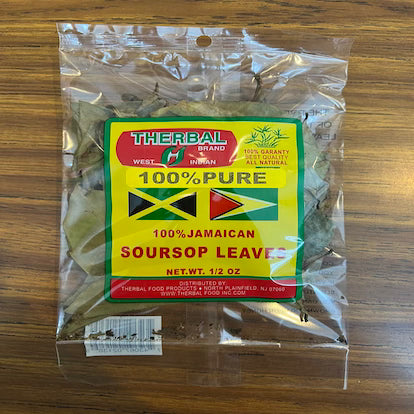 THERBAL
BRAND
WEST INDIAN
100% GARANTY
BEST QUALITY
ALL NATURAL
100% PURE
100% JAMAICAN
SOURSOP LEAVES
NET.WT. 1/2 OZ
DISTRIBUTED BY:
THERBAL FOOD PRODUCTS • NORTH PLAINFIELD, NJ 07060
WWW.THERBAL FOOD INC.COM